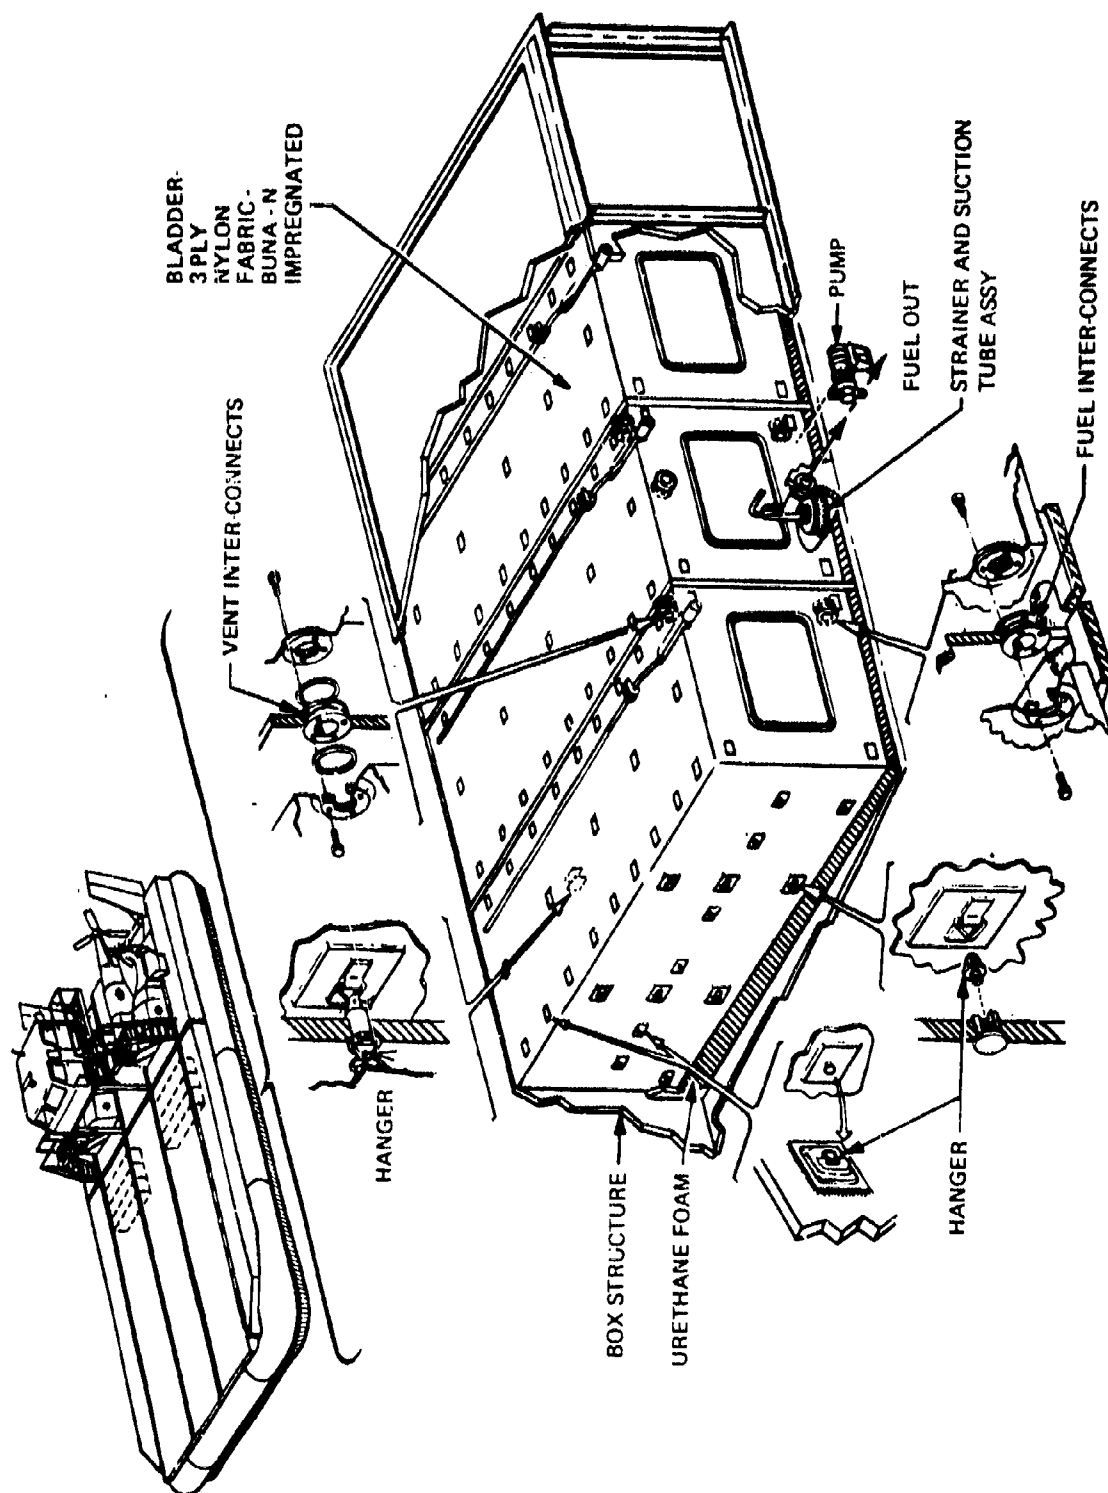 BLADDER-
3 PLY
NYLON
FABRIC-
BUNA - N
IMPREGNATED
VENT INTER-CONNECTS
HANGER
BOX STRUCTURE
URETHANE FOAM
HANGER
PUMP
FUEL OUT
STRAINER AND SUCTION
TUBE ASSY
FUEL INTER-CONNECTS